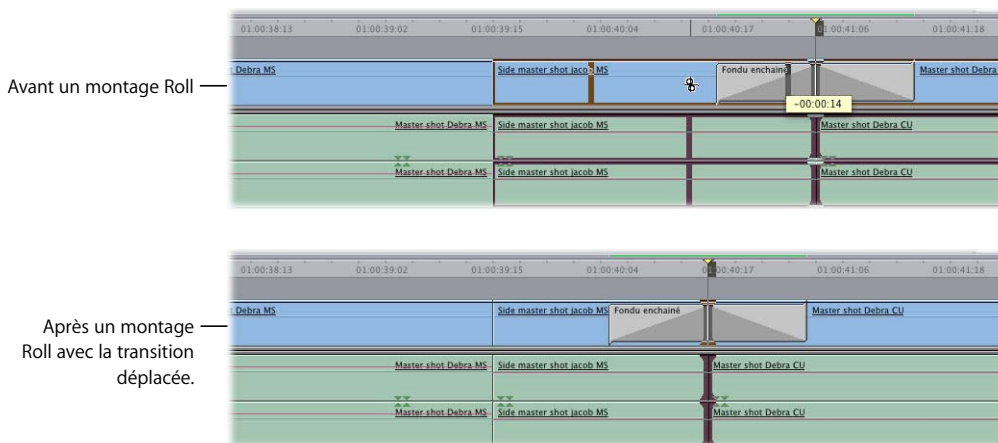 01:00:38:13 01:00:39:02 01:00:39:15 01:00:40:04 01:00:40:17 01:00:41:06 01:00:41:18
Avant un montage Roll
Debra MS Side master shot jacob MS Fondu enchaîné Master shot Debra
-00:00:14
Master shot Debra MS Side master shot jacob MS Master shot Debra CU
Master shot Debra MS Side master shot jacob MS Master shot Debra CU
01:00:38:13 01:00:39:02 01:00:39:15 01:00:40:04 01:00:40:17 01:00:41:06 01:00:41:18
Debra MS Side master shot jacob MS Fondu enchaîné Master shot Debra CU
Après un montage
Roll avec la transition
déplacée.
Master shot Debra MS Side master shot jacob MS Master shot Debra CU
Master shot Debra MS Side master shot jacob MS Master shot Debra CU